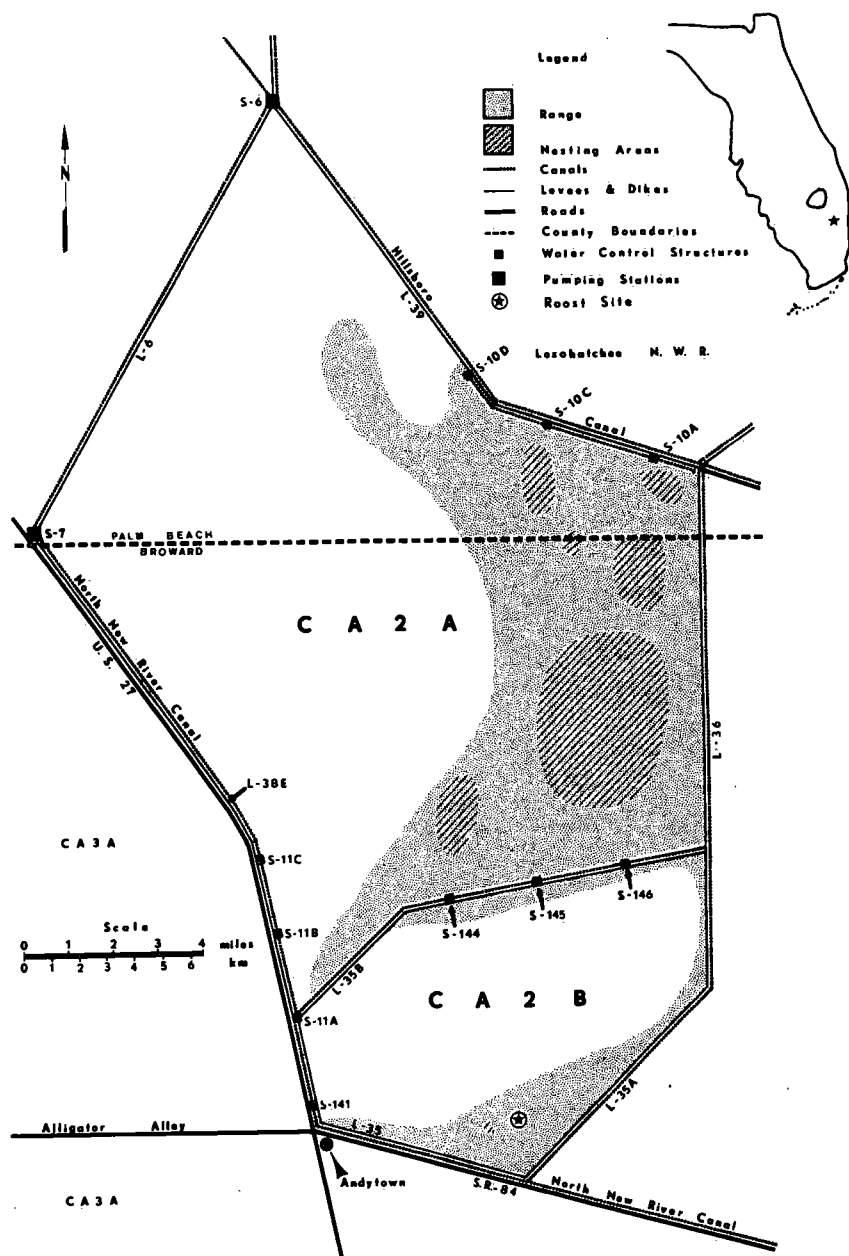 Legend
Range
Nesting Areas
Canals
Levees & Dikes
Roads
County Boundaries
Water Control Structures
Pumping Stations
Roost Site
S-6
N
Hillsboro
L-39
L-6
S-10D
Loxohatchee N. W. R.
S-10C
Canal
S-10A
S-7
PALM BEACH
BROWARD
North New River Canal
U. S. 27
C A 2 A
L-36
L-38E
CA3A
S-11C
S-146
S-145
S-144
Scale
0 1 2 3 4 miles
0 1 2 3 4 5 6 km
S-11B
L-35B
C A 2 B
S-11A
S-141
L-35A
Alligator Alley
L-35
Andytown
S.R.-84
North New River Canal
CA3A